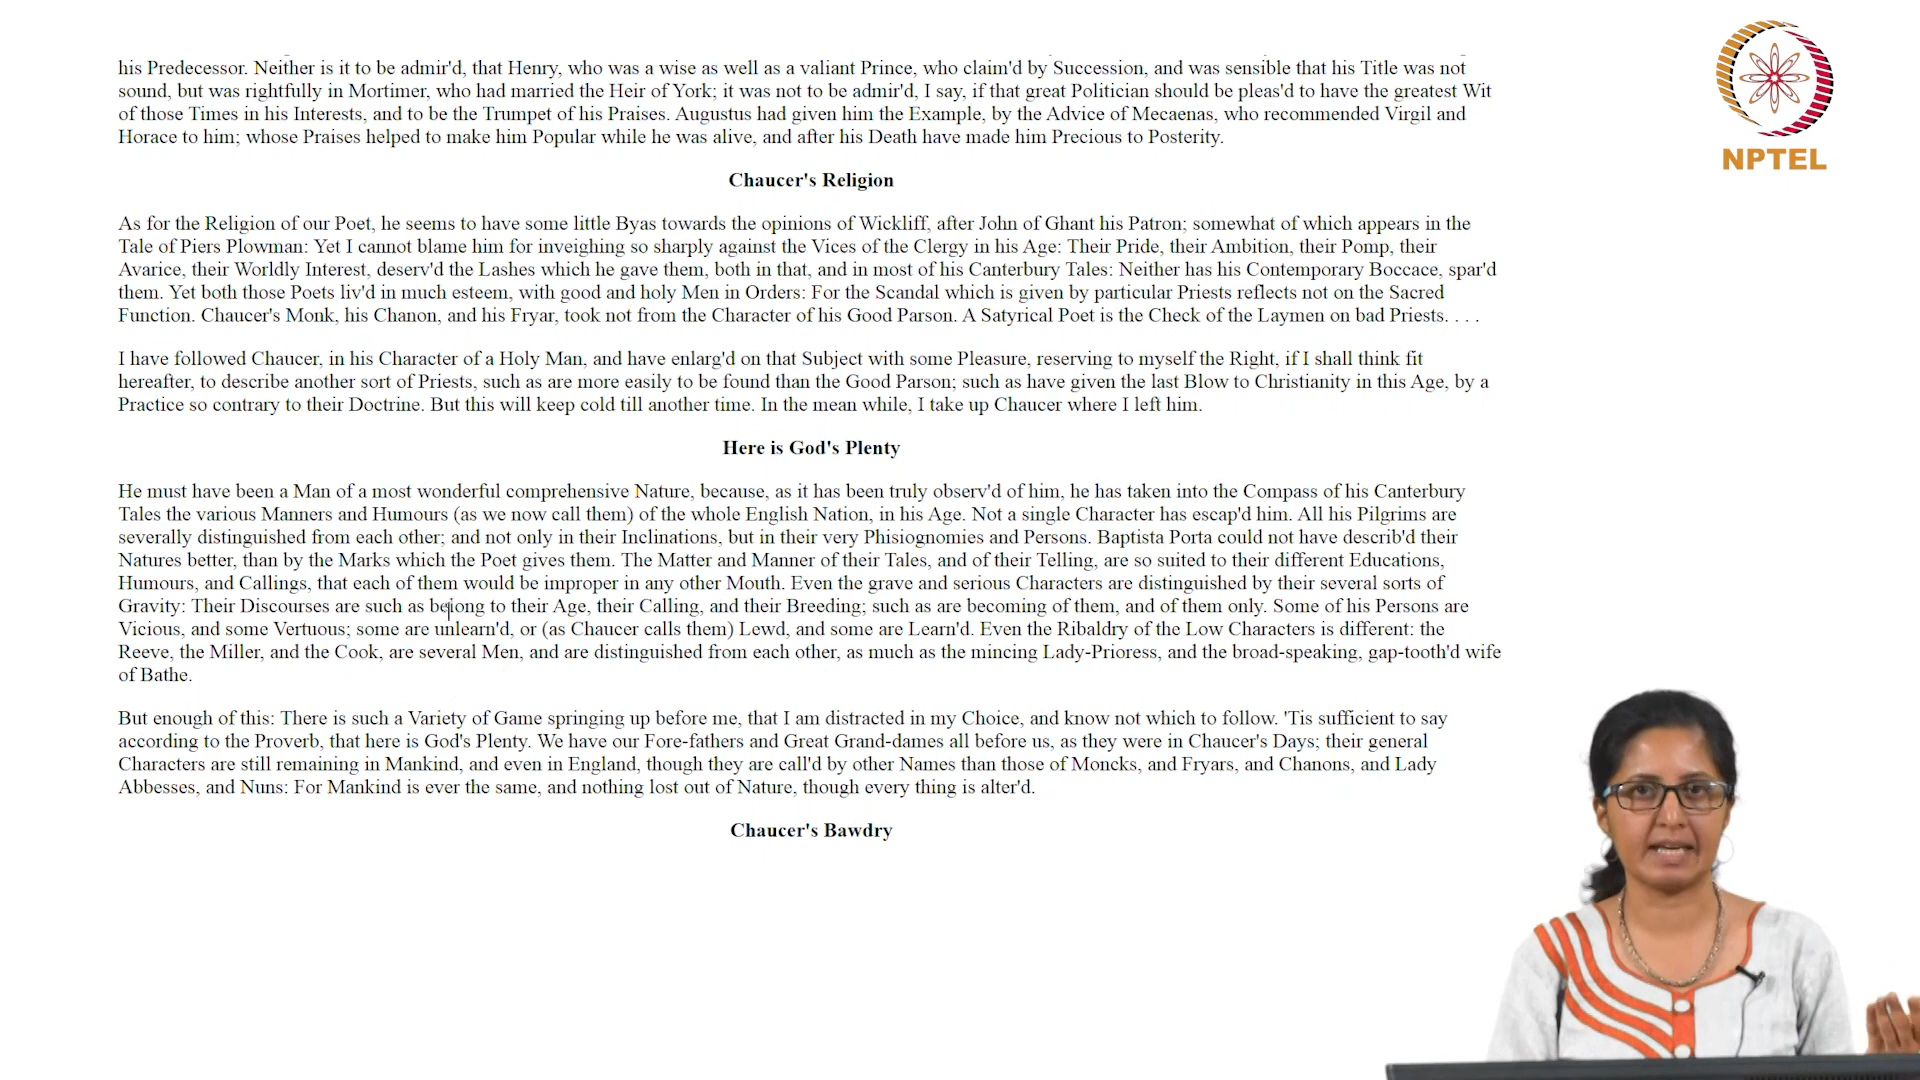 his Predecessor. Neither is it to be admir'd, that Henry, who was a wise as well as a valiant Prince, who claim'd by Succession, and was sensible that his Title was not
sound, but was rightfully in Mortimer, who had married the Heir of York; it was not to be admir'd, I say, if that great Politician should be pleas'd to have the greatest Wit
of those Times in his Interests, and to be the Trumpet of his Praises. Augustus had given him the Example, by the Advice of Mecaenas, who recommended Virgil and
Horace to him; whose Praises helped to make him Popular while he was alive, and after his Death have made him Precious to Posterity.
Chaucer's Religion
As for the Religion of our Poet, he seems to have some little Byas towards the opinions of Wickliff, after John of Ghant his Patron; somewhat of which appears in the
Tale of Piers Plowman: Yet I cannot blame him for inveighing so sharply against the Vices of the Clergy in his Age: Their Pride, their Ambition, their Pomp, their
Avarice, their Worldly Interest, deserv'd the Lashes which he gave them, both in that, and in most of his Canterbury Tales: Neither has his Contemporary Boccace, spar'd
them. Yet both those Poets liv'd in much esteem, with good and holy Men in Orders: For the Scandal which is given by particular Priests reflects not on the Sacred
Function. Chaucer's Monk, his Chanon, and his Fryar, took not from the Character of his Good Parson. A Satyrical Poet is the Check of the Laymen on bad Priests. . . .
I have followed Chaucer, in his Character of a Holy Man, and have enlarg'd on that Subject with some Pleasure, reserving to myself the Right, if I shall think fit
hereafter, to describe another sort of Priests, such as are more easily to be found than the Good Parson; such as have given the last Blow to Christianity in this Age, by a
Practice so contrary to their Doctrine. But this will keep cold till another time. In the mean while, I take up Chaucer where I left him.
Here is God's Plenty
He must have been a Man of a most wonderful comprehensive Nature, because, as it has been truly observ'd of him, he has taken into the Compass of his Canterbury
Tales the various Manners and Humours (as we now call them) of the whole English Nation, in his Age. Not a single Character has escap'd him. All his Pilgrims are
severally distinguished from each other; and not only in their Inclinations, but in their very Phisiognomies and Persons. Baptista Porta could not have describ'd their
Natures better, than by the Marks which the Poet gives them. The Matter and Manner of their Tales, and of their Telling, are so suited to their different Educations,
Humours, and Callings, that each of them would be improper in any other Mouth. Even the grave and serious Characters are distinguished by their several sorts of
Gravity: Their Discourses are such as belong to their Age, their Calling, and their Breeding; such as are becoming of them, and of them only. Some of his Persons are
Vicious, and some Vertuous; some are unlearn'd, or (as Chaucer calls them) Lewd, and some are Learn'd. Even the Ribaldry of the Low Characters is different: the
Reeve, the Miller, and the Cook, are several Men, and are distinguished from each other, as much as the mincing Lady-Prioress, and the broad-speaking, gap-tooth'd wife
of Bathe.
But enough of this: There is such a Variety of Game springing up before me, that I am distracted in my Choice, and know not which to follow. 'Tis sufficient to say
according to the Proverb, that here is God's Plenty. We have our Fore-fathers and Great Grand-dames all before us, as they were in Chaucer's Days; their general
Characters are still remaining in Mankind, and even in England, though they are call'd by other Names than those of Moncks, and Fryars, and Chanons, and Lady
Abbesses, and Nuns: For Mankind is ever the same, and nothing lost out of Nature, though every thing is alter'd.
Chaucer's Bawdry
NPTEL